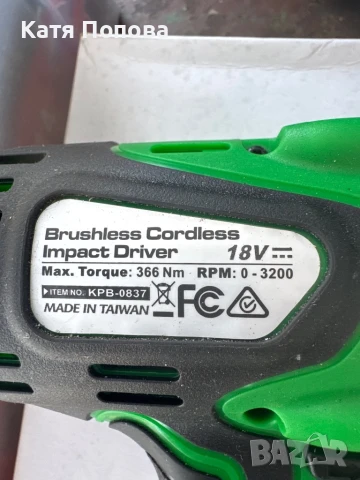 Катя Попова
Brushless Cordless
Impact Driver 18V
Max. Torque: 366 Nm RPM: 0 - 3200
ITEM NO.: KPB-0837
MADE IN TAIWAN
FC
BAZAR